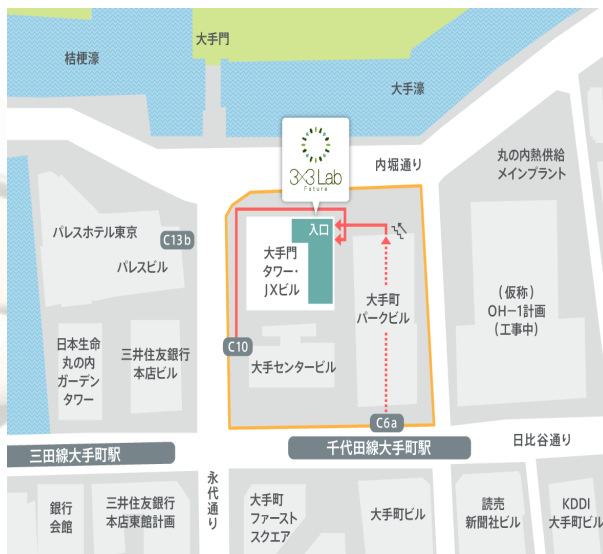 大手門
桔梗濠
大手濠
3×3 Lab
Future
内堀通り
丸の内熱供給
メインプラント
入口
パレスホテル東京
C13b
パレスビル
大手門
タワー・
JXビル
大手町
パークビル
(仮称)
OH−1計画
(工事中)
日本生命
丸の内
ガーデン
タワー
三井住友銀行
本店ビル
C10
大手センタービル
C6a
三田線大手町駅
千代田線大手町駅
日比谷通り
永代通り
銀行
会館
三井住友銀行
本店東館計画
大手町
ファースト
スクエア
大手町ビル
読売
新聞社ビル
KDDI
大手町ビル